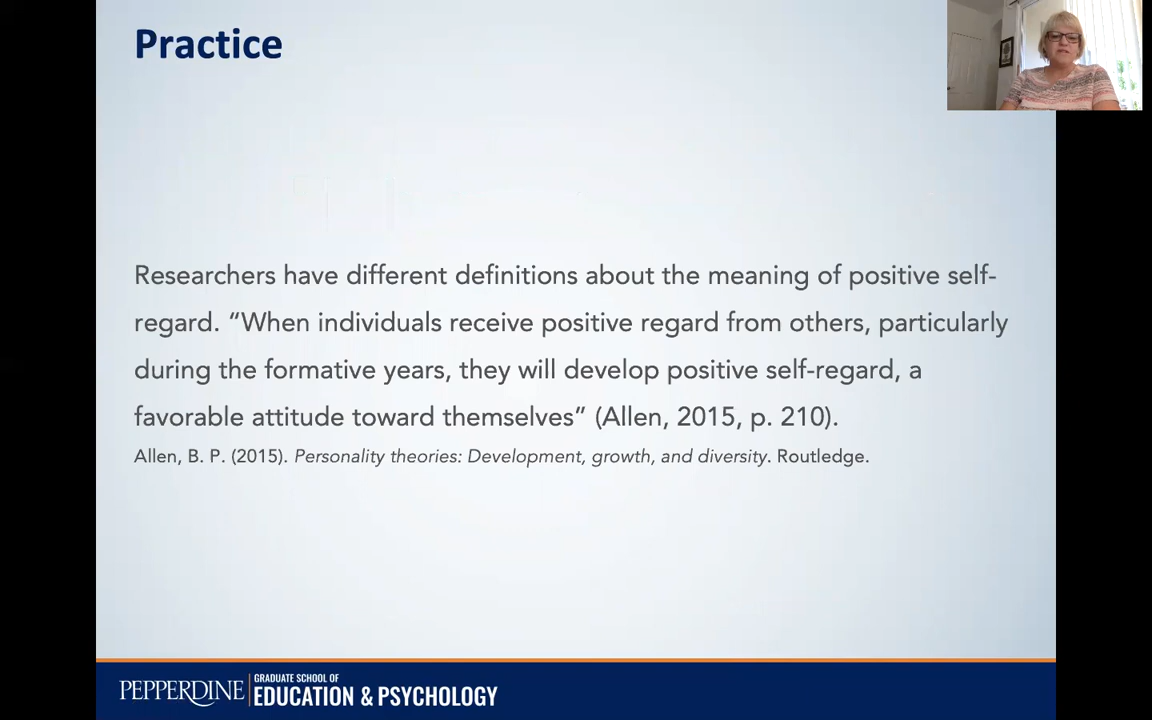 Practice
Researchers have different definitions about the meaning of positive self-
regard. “When individuals receive positive regard from others, particularly
during the formative years, they will develop positive self-regard, a
favorable attitude toward themselves” (Allen, 2015, p. 210).
Allen, B. P. (2015). Personality theories: Development, growth, and diversity. Routledge.
PEPPERDINE
GRADUATE SCHOOL OF
EDUCATION & PSYCHOLOGY